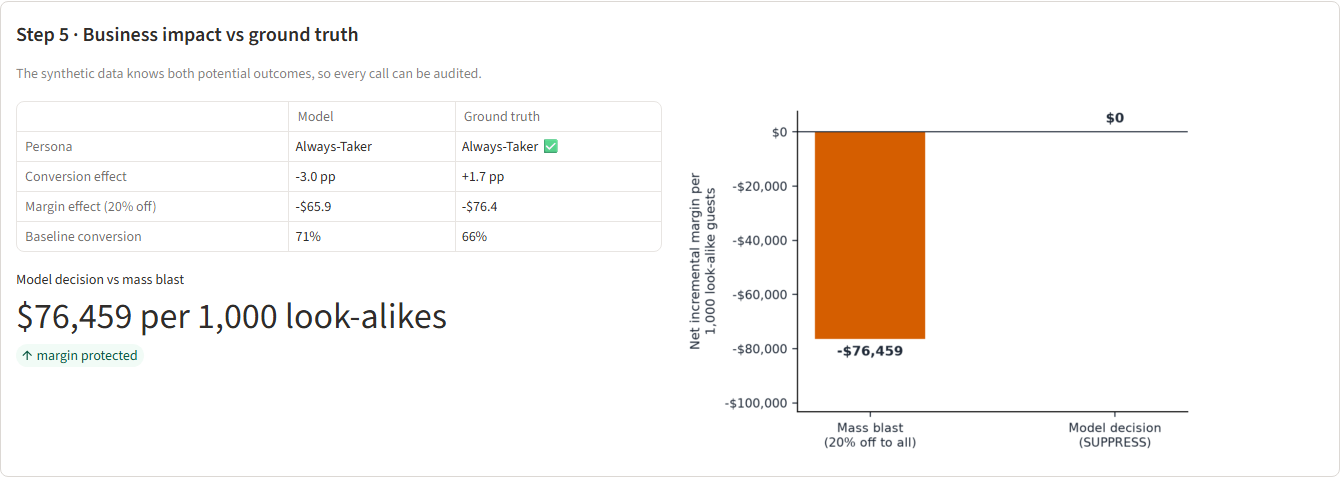 Step 5 · Business impact vs ground truth
The synthetic data knows both potential outcomes, so every call can be audited.
Model Ground truth
Persona Always-Taker Always-Taker ✅
Conversion effect -3.0 pp +1.7 pp
Margin effect (20% off) -$65.9 -$76.4
Baseline conversion 71% 66%
Model decision vs mass blast
$76,459 per 1,000 look-alikes
↑ margin protected
Net incremental margin per
1,000 look-alike guests
$0
-$20,000
-$40,000
-$60,000
-$80,000
-$100,000
$0
-$76,459
Mass blast
(20% off to all)
Model decision
(SUPPRESS)